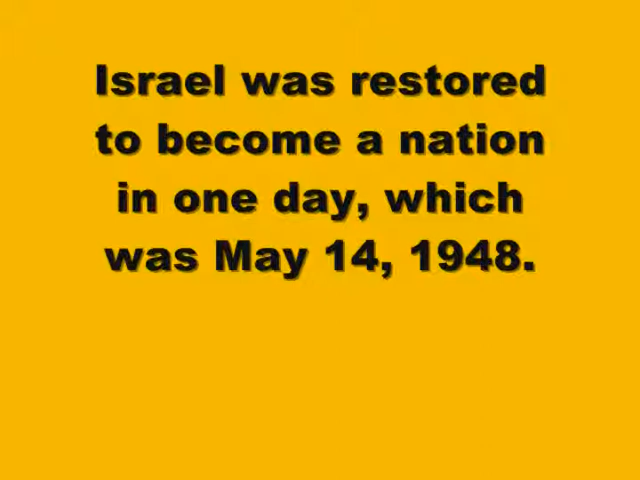 Israel was restored
to become a nation
in one day, which
was May 14, 1948.